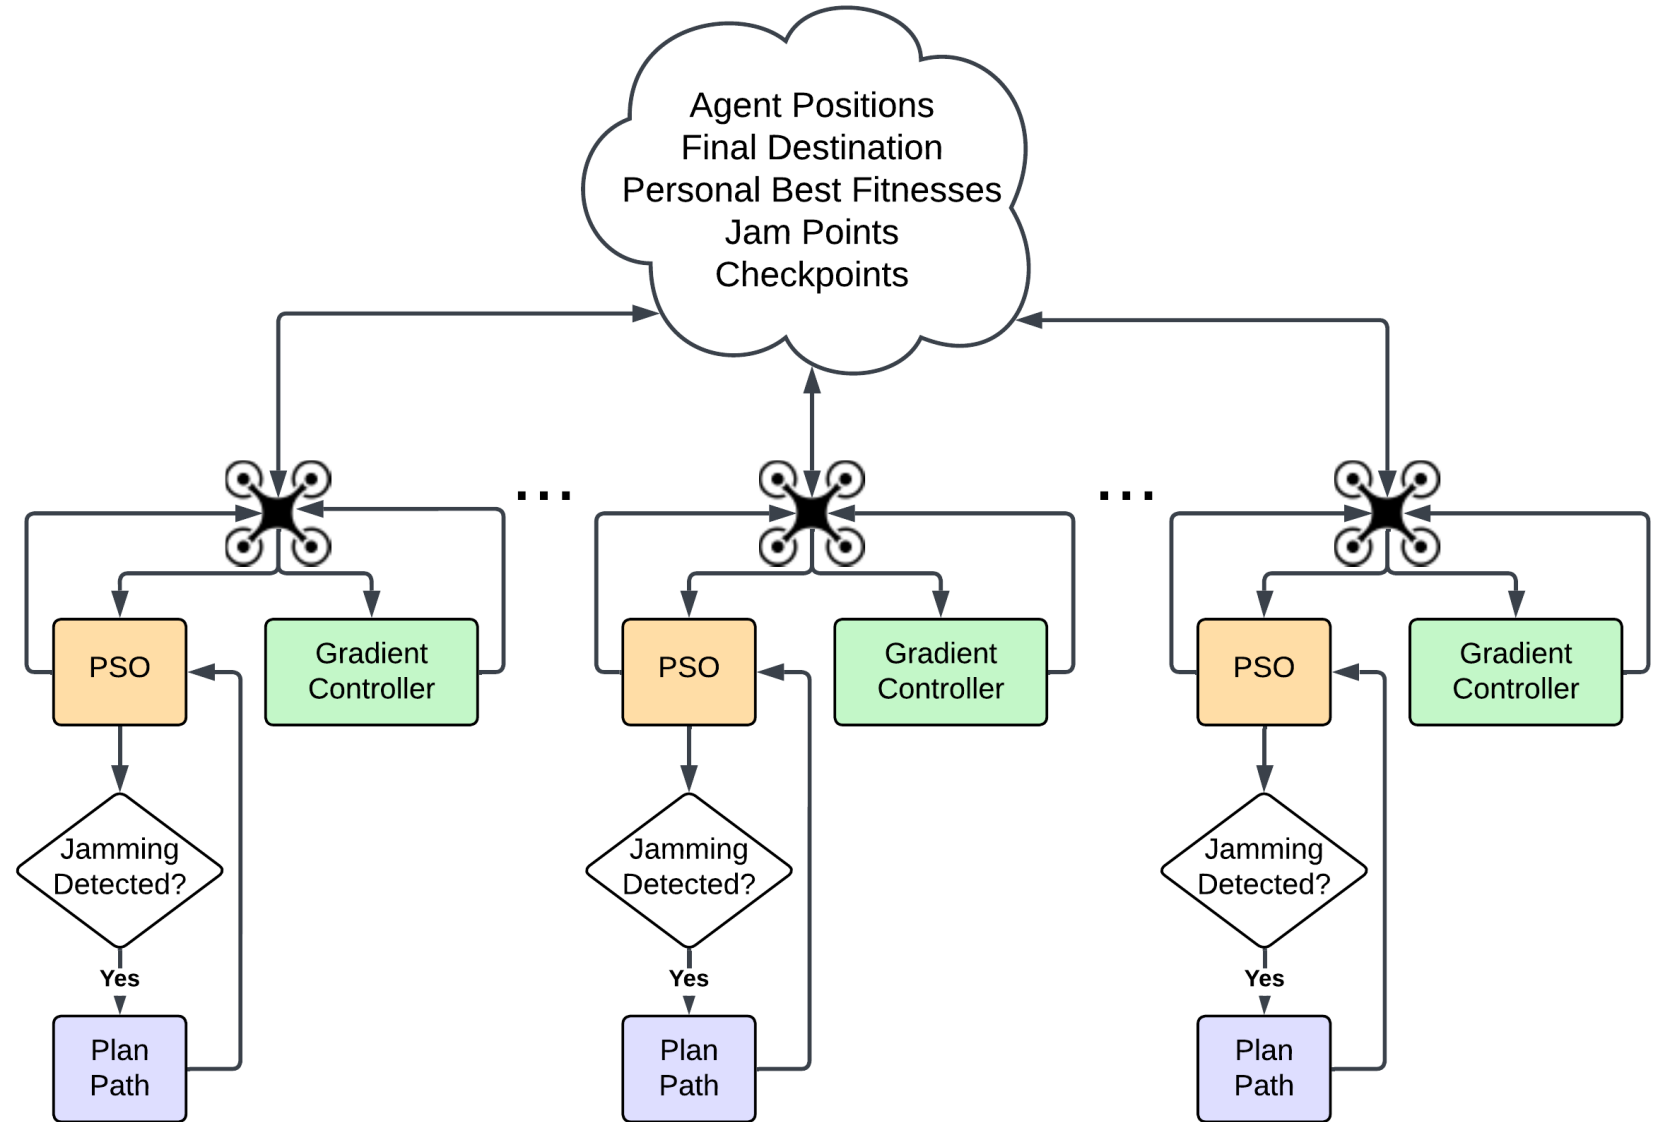 Agent Positions
Final Destination
Personal Best Fitnesses
Jam Points
Checkpoints
...
...
PSO
Gradient
Controller
PSO
Gradient
Controller
PSO
Gradient
Controller
Jamming
Detected?
Jamming
Detected?
Jamming
Detected?
Yes
Yes
Yes
Plan
Path
Plan
Path
Plan
Path